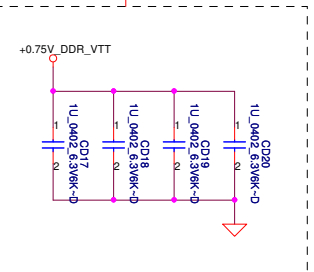 +0.75V_DDR_VTT
1
2
CD17
1U_0402_6.3V6K~D
1
2
CD18
1U_0402_6.3V6K~D
1
2
CD19
1U_0402_6.3V6K~D
1
2
CD20
1U_0402_6.3V6K~D